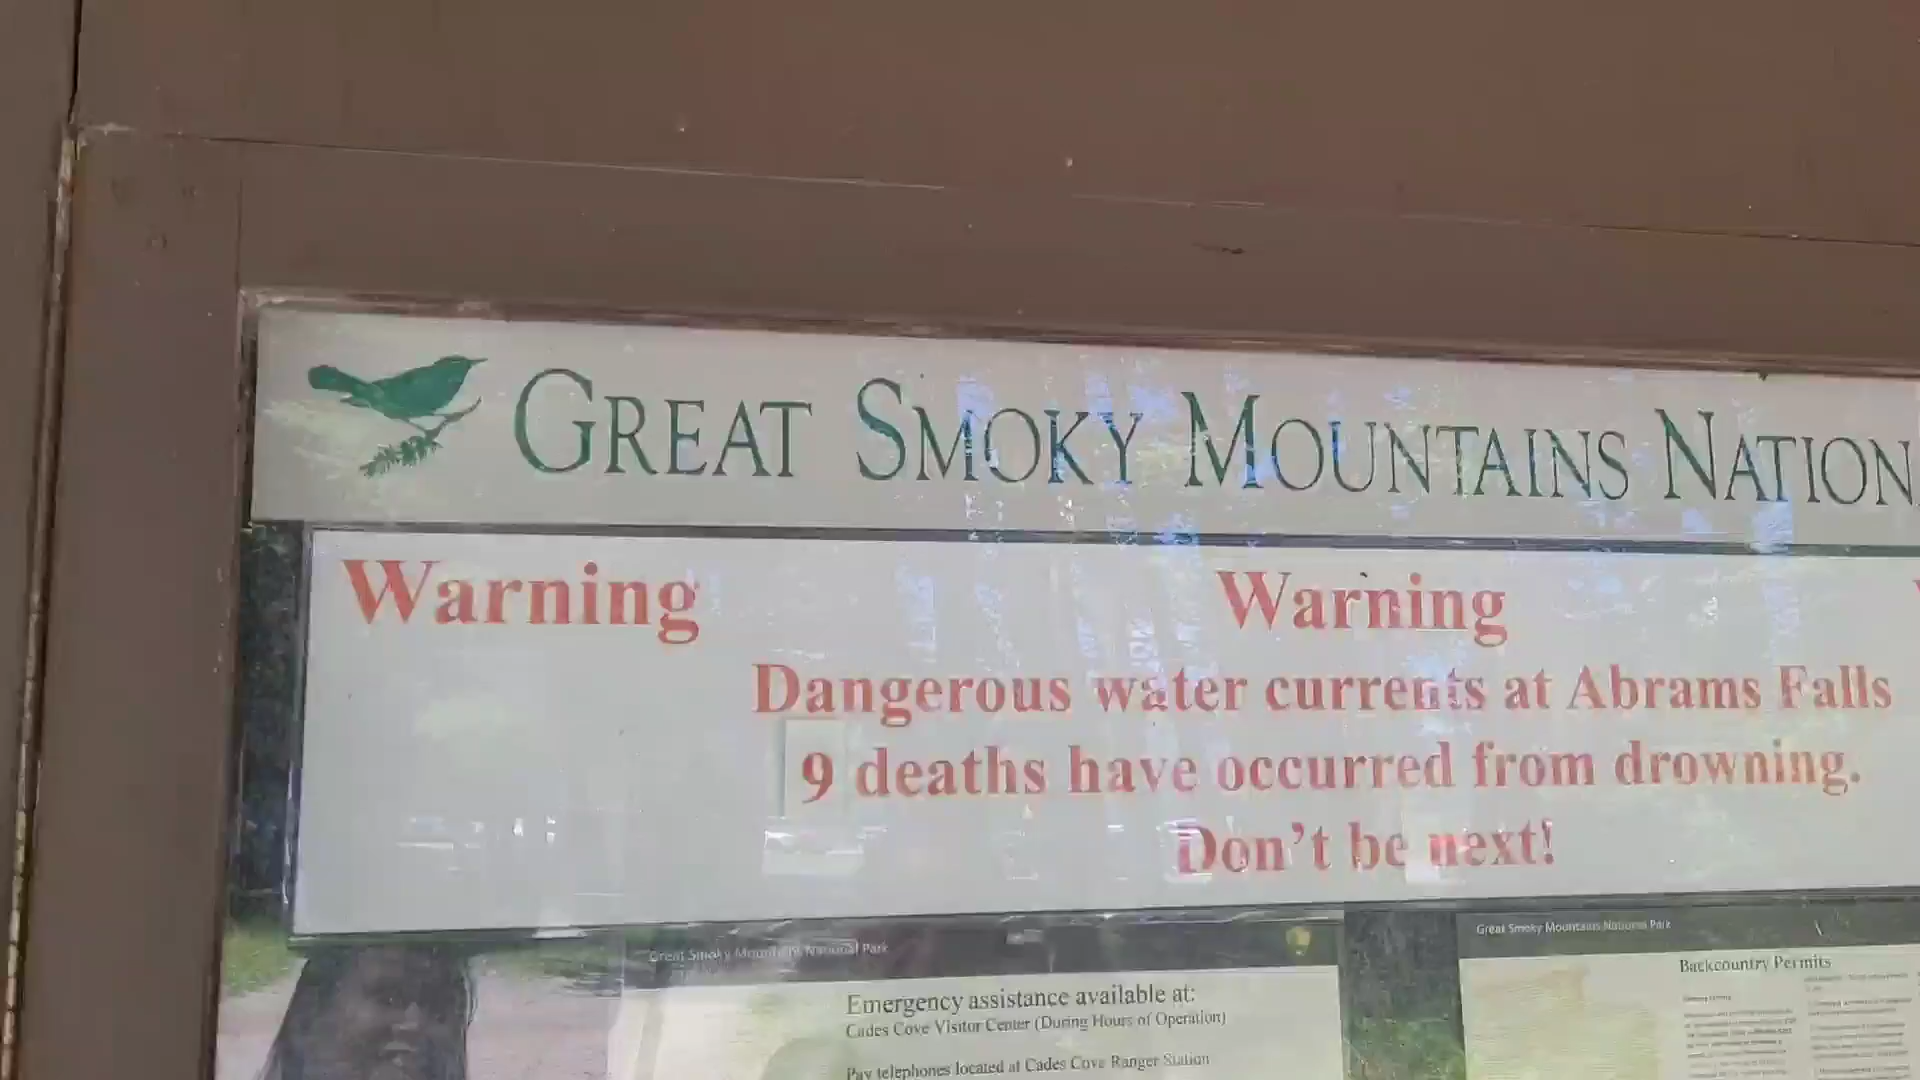 GREAT SMOKY MOUNTAINS NATION
Warning Warning
Dangerous water currents at Abrams Falls
9 deaths have occurred from drowning.
Don't be next!
Great Smoky Mountains National Park
Emergency assistance available at:
Cades Cove Visitor Center (During Hours of Operation)
Pay telephones located at Cades Cove Ranger Station
Great Smoky Mountains National Park
Backcountry Permits